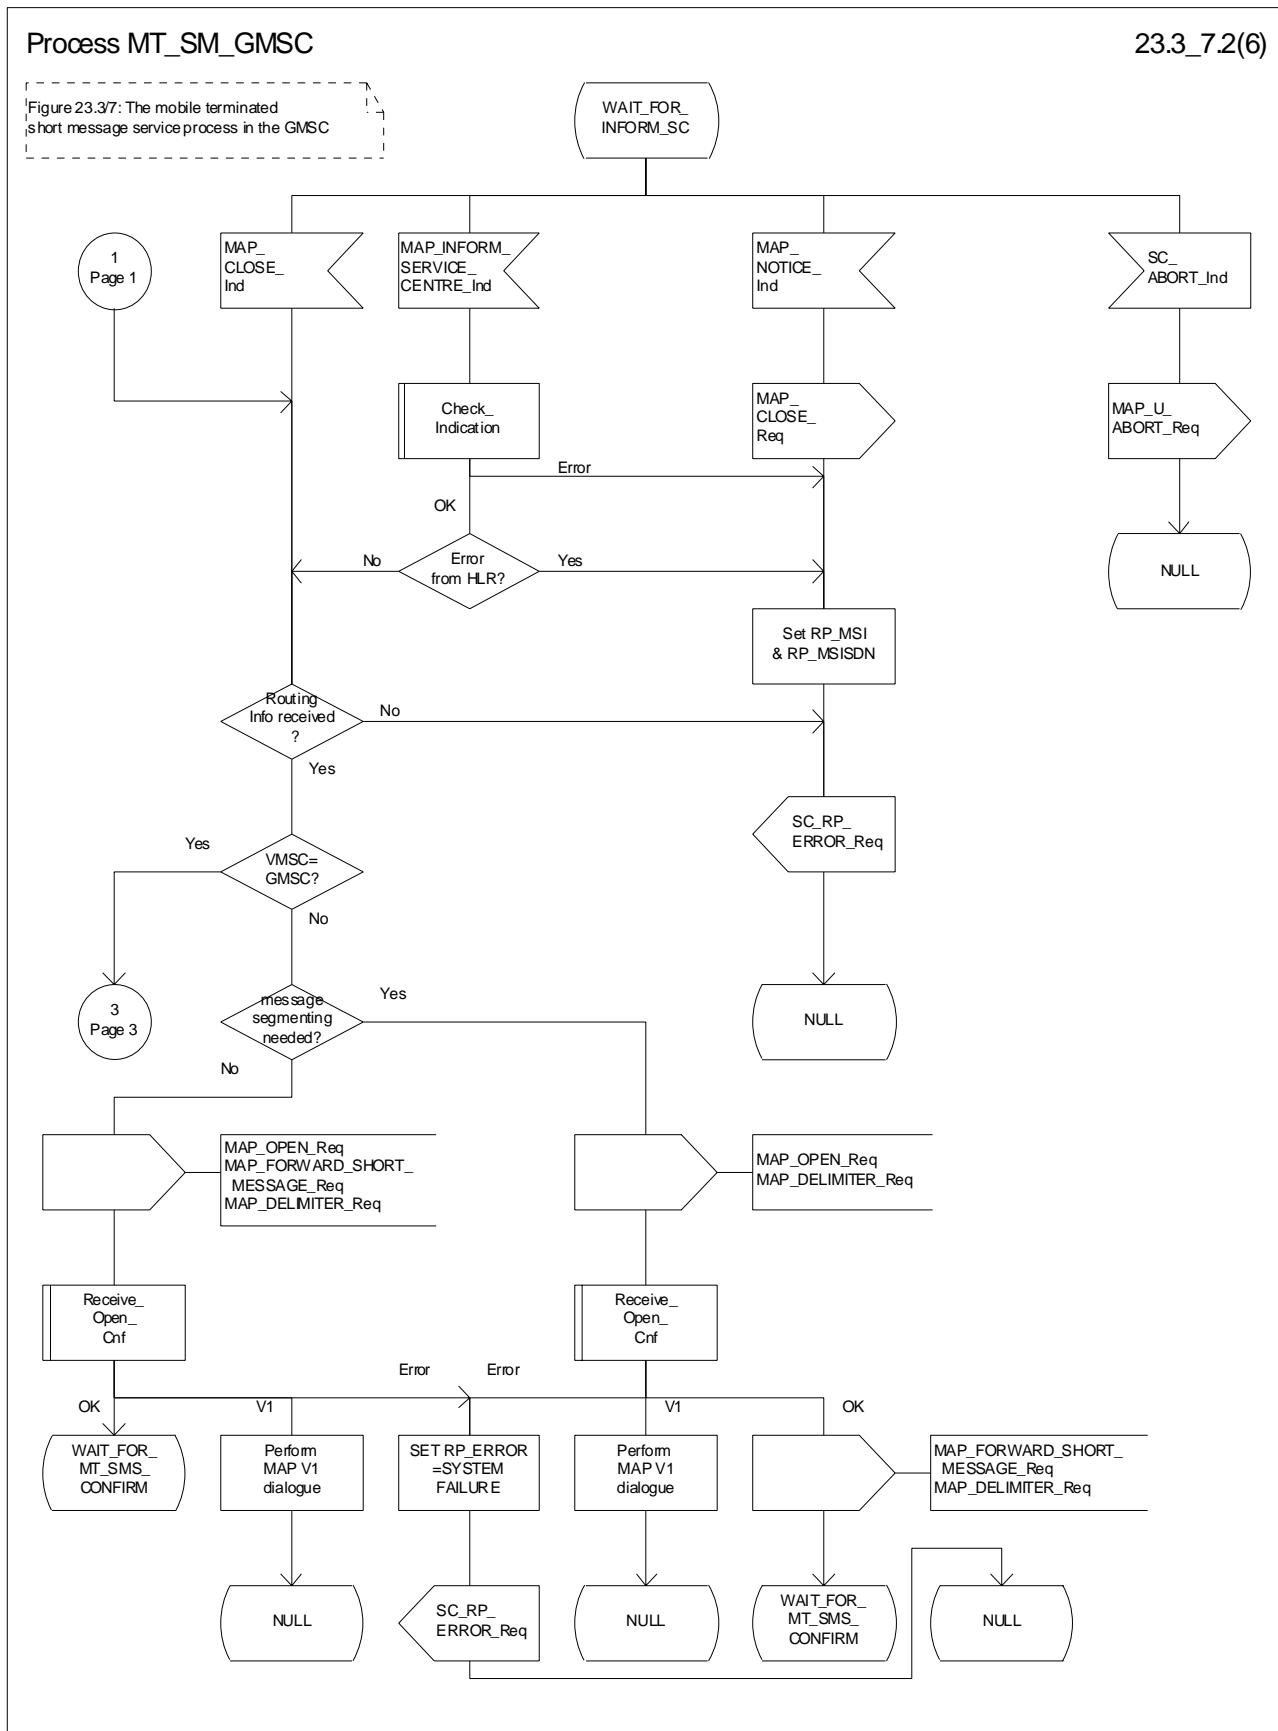 Process MT_SM_GMSC
23.3_7.2(6)
Figure 23.3/7: The mobile terminated
short message service process in the GMSC
WAIT_FOR_
INFORM_SC
1
Page 1
MAP_
CLOSE_
Ind
MAP_INFORM_
SERVICE_
CENTRE_Ind
MAP_
NOTICE_
Ind
SC_
ABORT_Ind
Check_
Indication
MAP_
CLOSE_
Req
MAP_U_
ABORT_Req
Error
OK
No
Error
from HLR?
Yes
NULL
Set RP_MSI
& RP_MSISDN
Routing
Info received
?
No
Yes
SC_RP_
ERROR_Req
Yes
VMSC=
GMSC?
No
3
Page 3
message
segmenting
needed?
Yes
NULL
No
MAP_OPEN_Req
MAP_FORWARD_SHORT_
MESSAGE_Req
MAP_DELIMITER_Req
MAP_OPEN_Req
MAP_DELIMITER_Req
Receive_
Open_
Cnf
Receive_
Open_
Cnf
Error
Error
OK
V1
V1
OK
WAIT_FOR_
MT_SMS_
CONFIRM
Perform
MAP V1
dialogue
SET RP_ERROR
=SYSTEM
FAILURE
Perform
MAP V1
dialogue
MAP_FORWARD_SHORT_
MESSAGE_Req
MAP_DELIMITER_Req
NULL
SC_RP_
ERROR_Req
NULL
WAIT_FOR_
MT_SMS_
CONFIRM
NULL